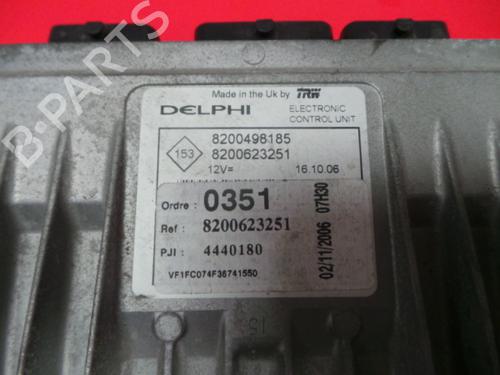 Made in the Uk by TRW
DELPHI
ELECTRONIC
CONTROL UNIT
153
8200498185
8200623251
12V=
16.10.06
Ordre : 0351
Ref : 8200623251
PJI : 4440180
VF1FC074F36741550
02/11/2006 07H30
B-PARTS
15